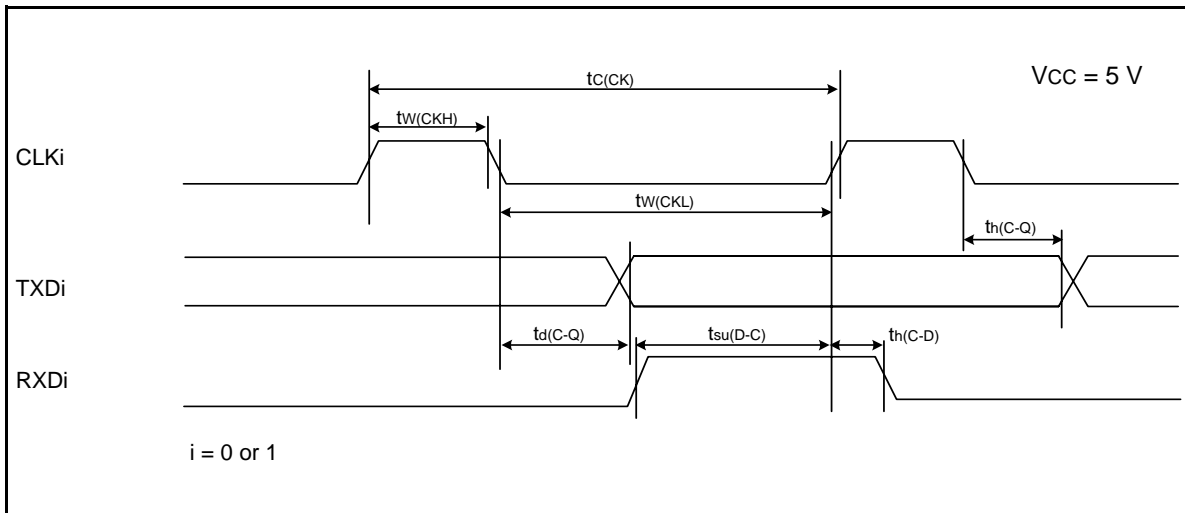 tC(CK)
VCC = 5 V
tW(CKH)
CLKi
tW(CKL)
th(C-Q)
TXDi
td(C-Q)
tsu(D-C)
th(C-D)
RXDi
i = 0 or 1